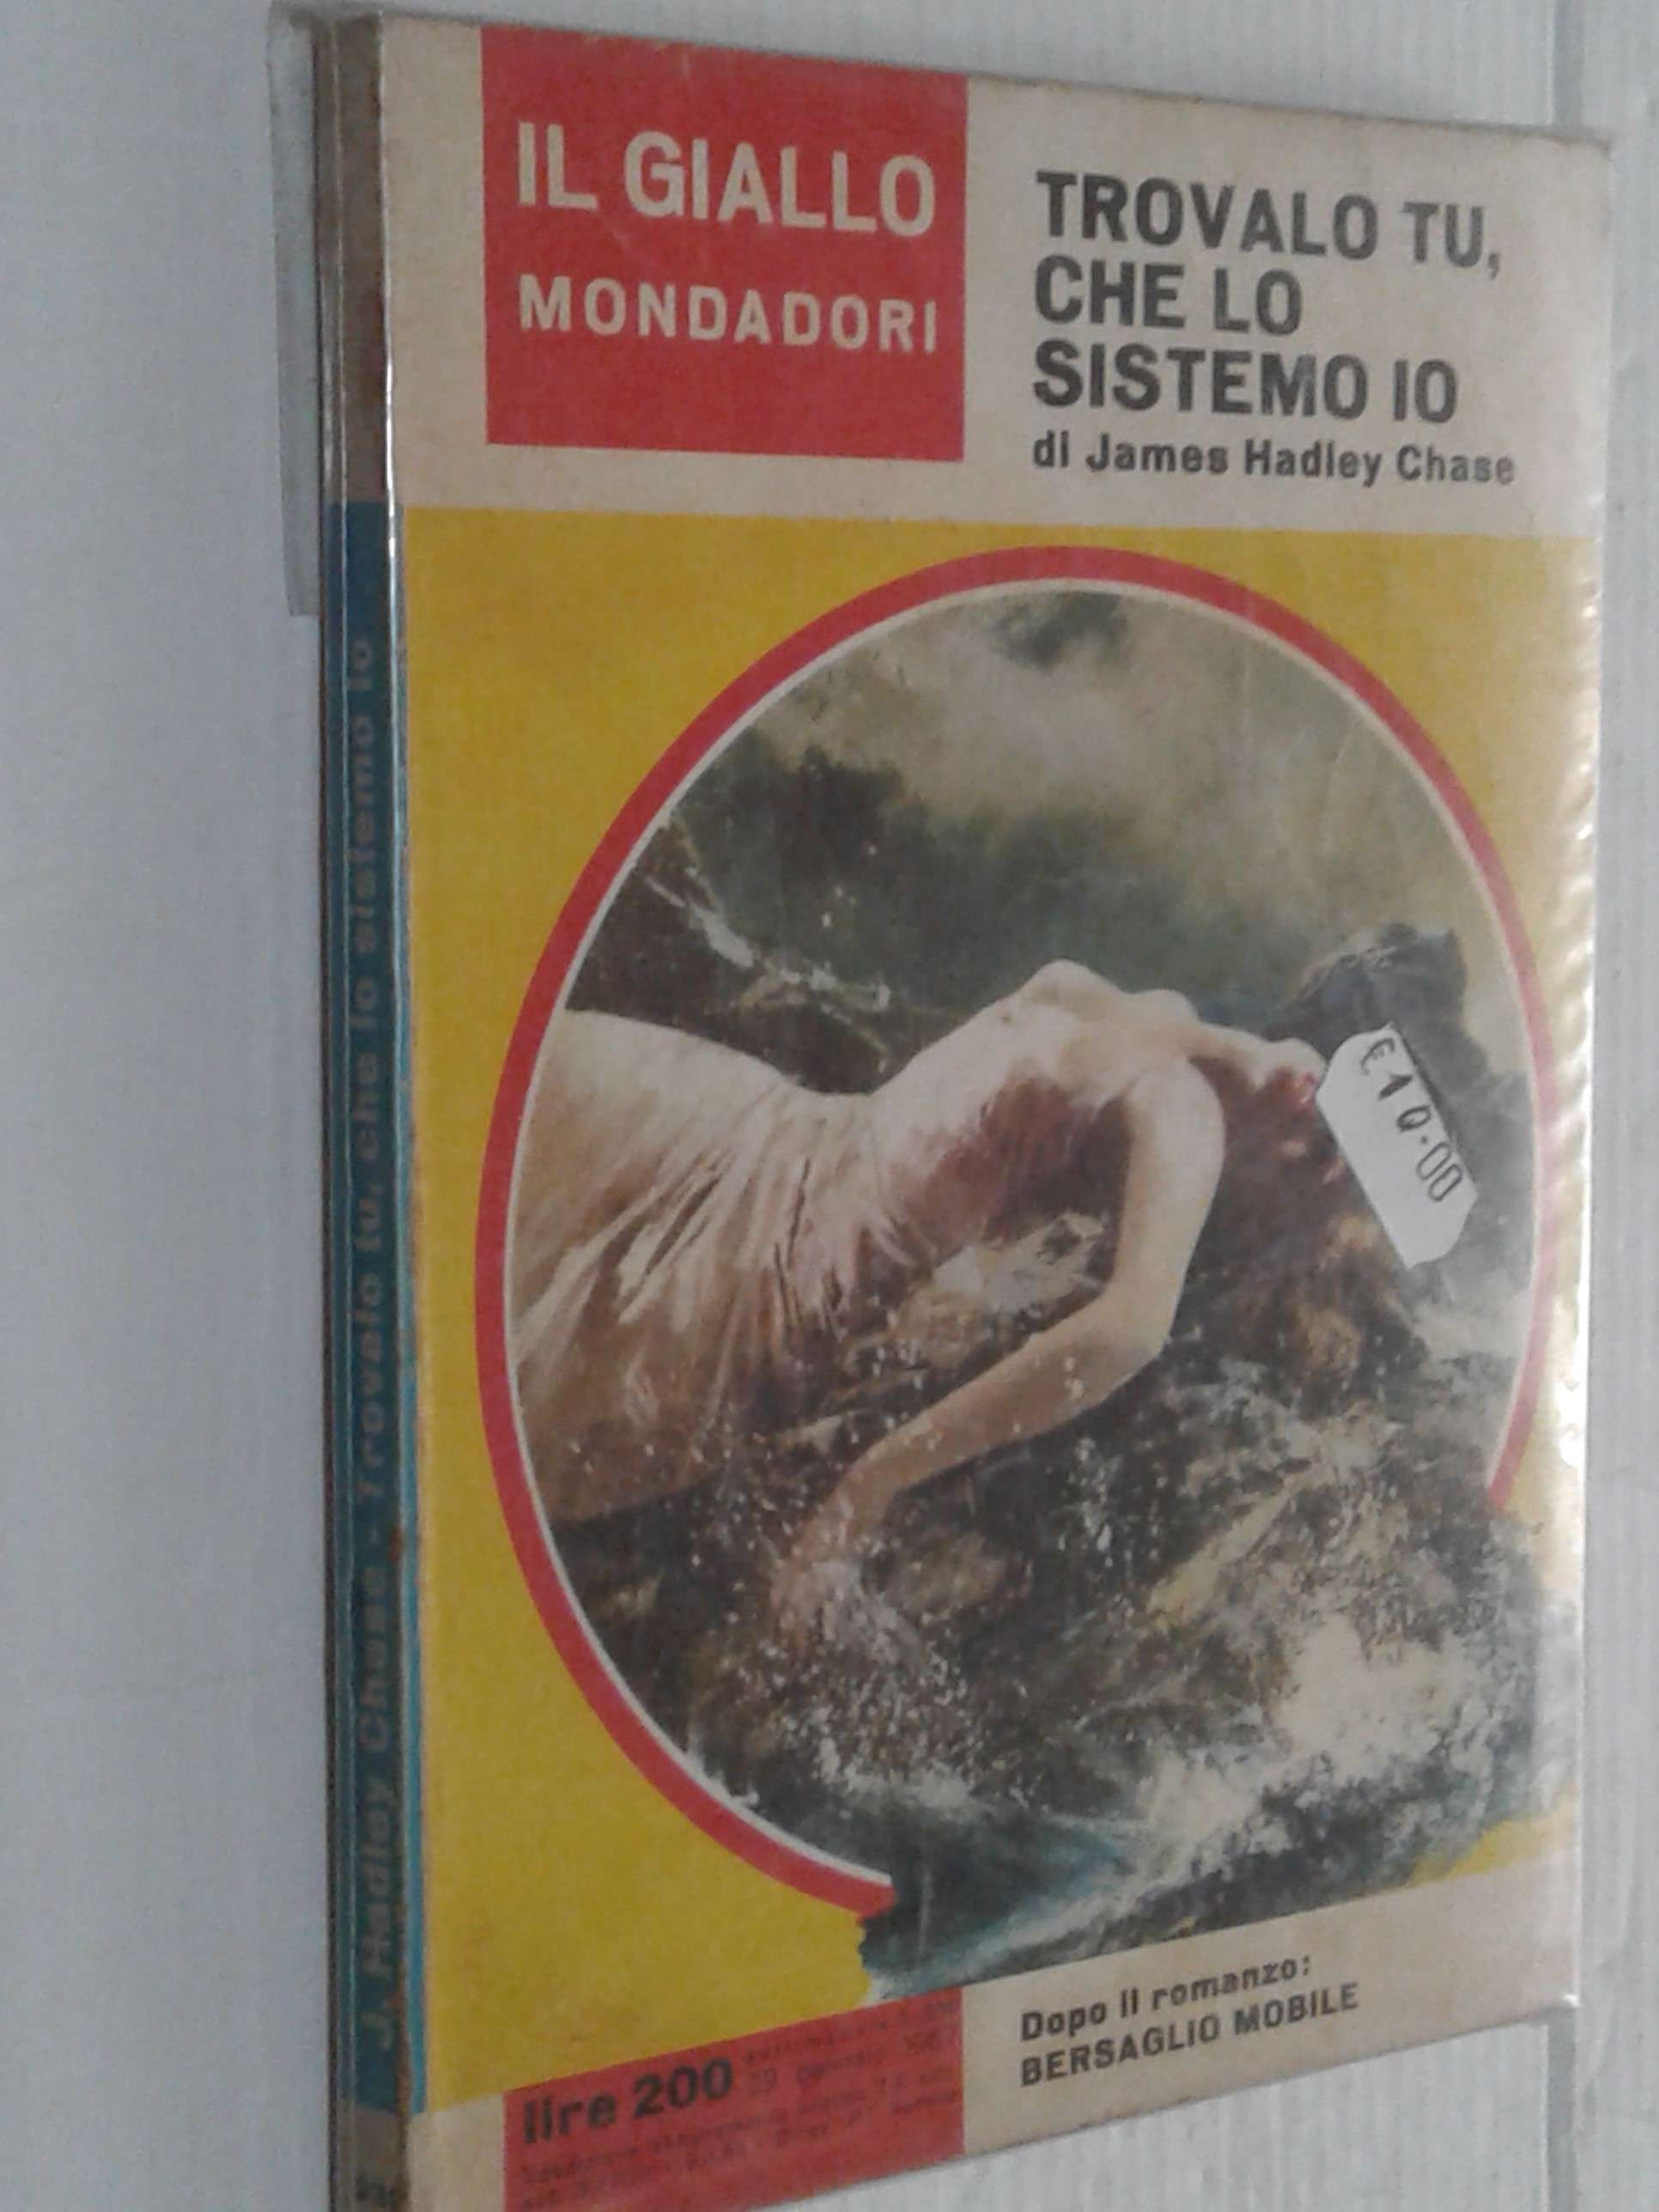 IL GIALLO
MONDADORI
TROVALO TU,
CHE LO
SISTEMO IO
di James Hadley Chase
€10.00
J. Hadley Chase - Trovalo tu, che lo sistemo io
lire 200
Dopo il romanzo:
BERSAGLIO MOBILE